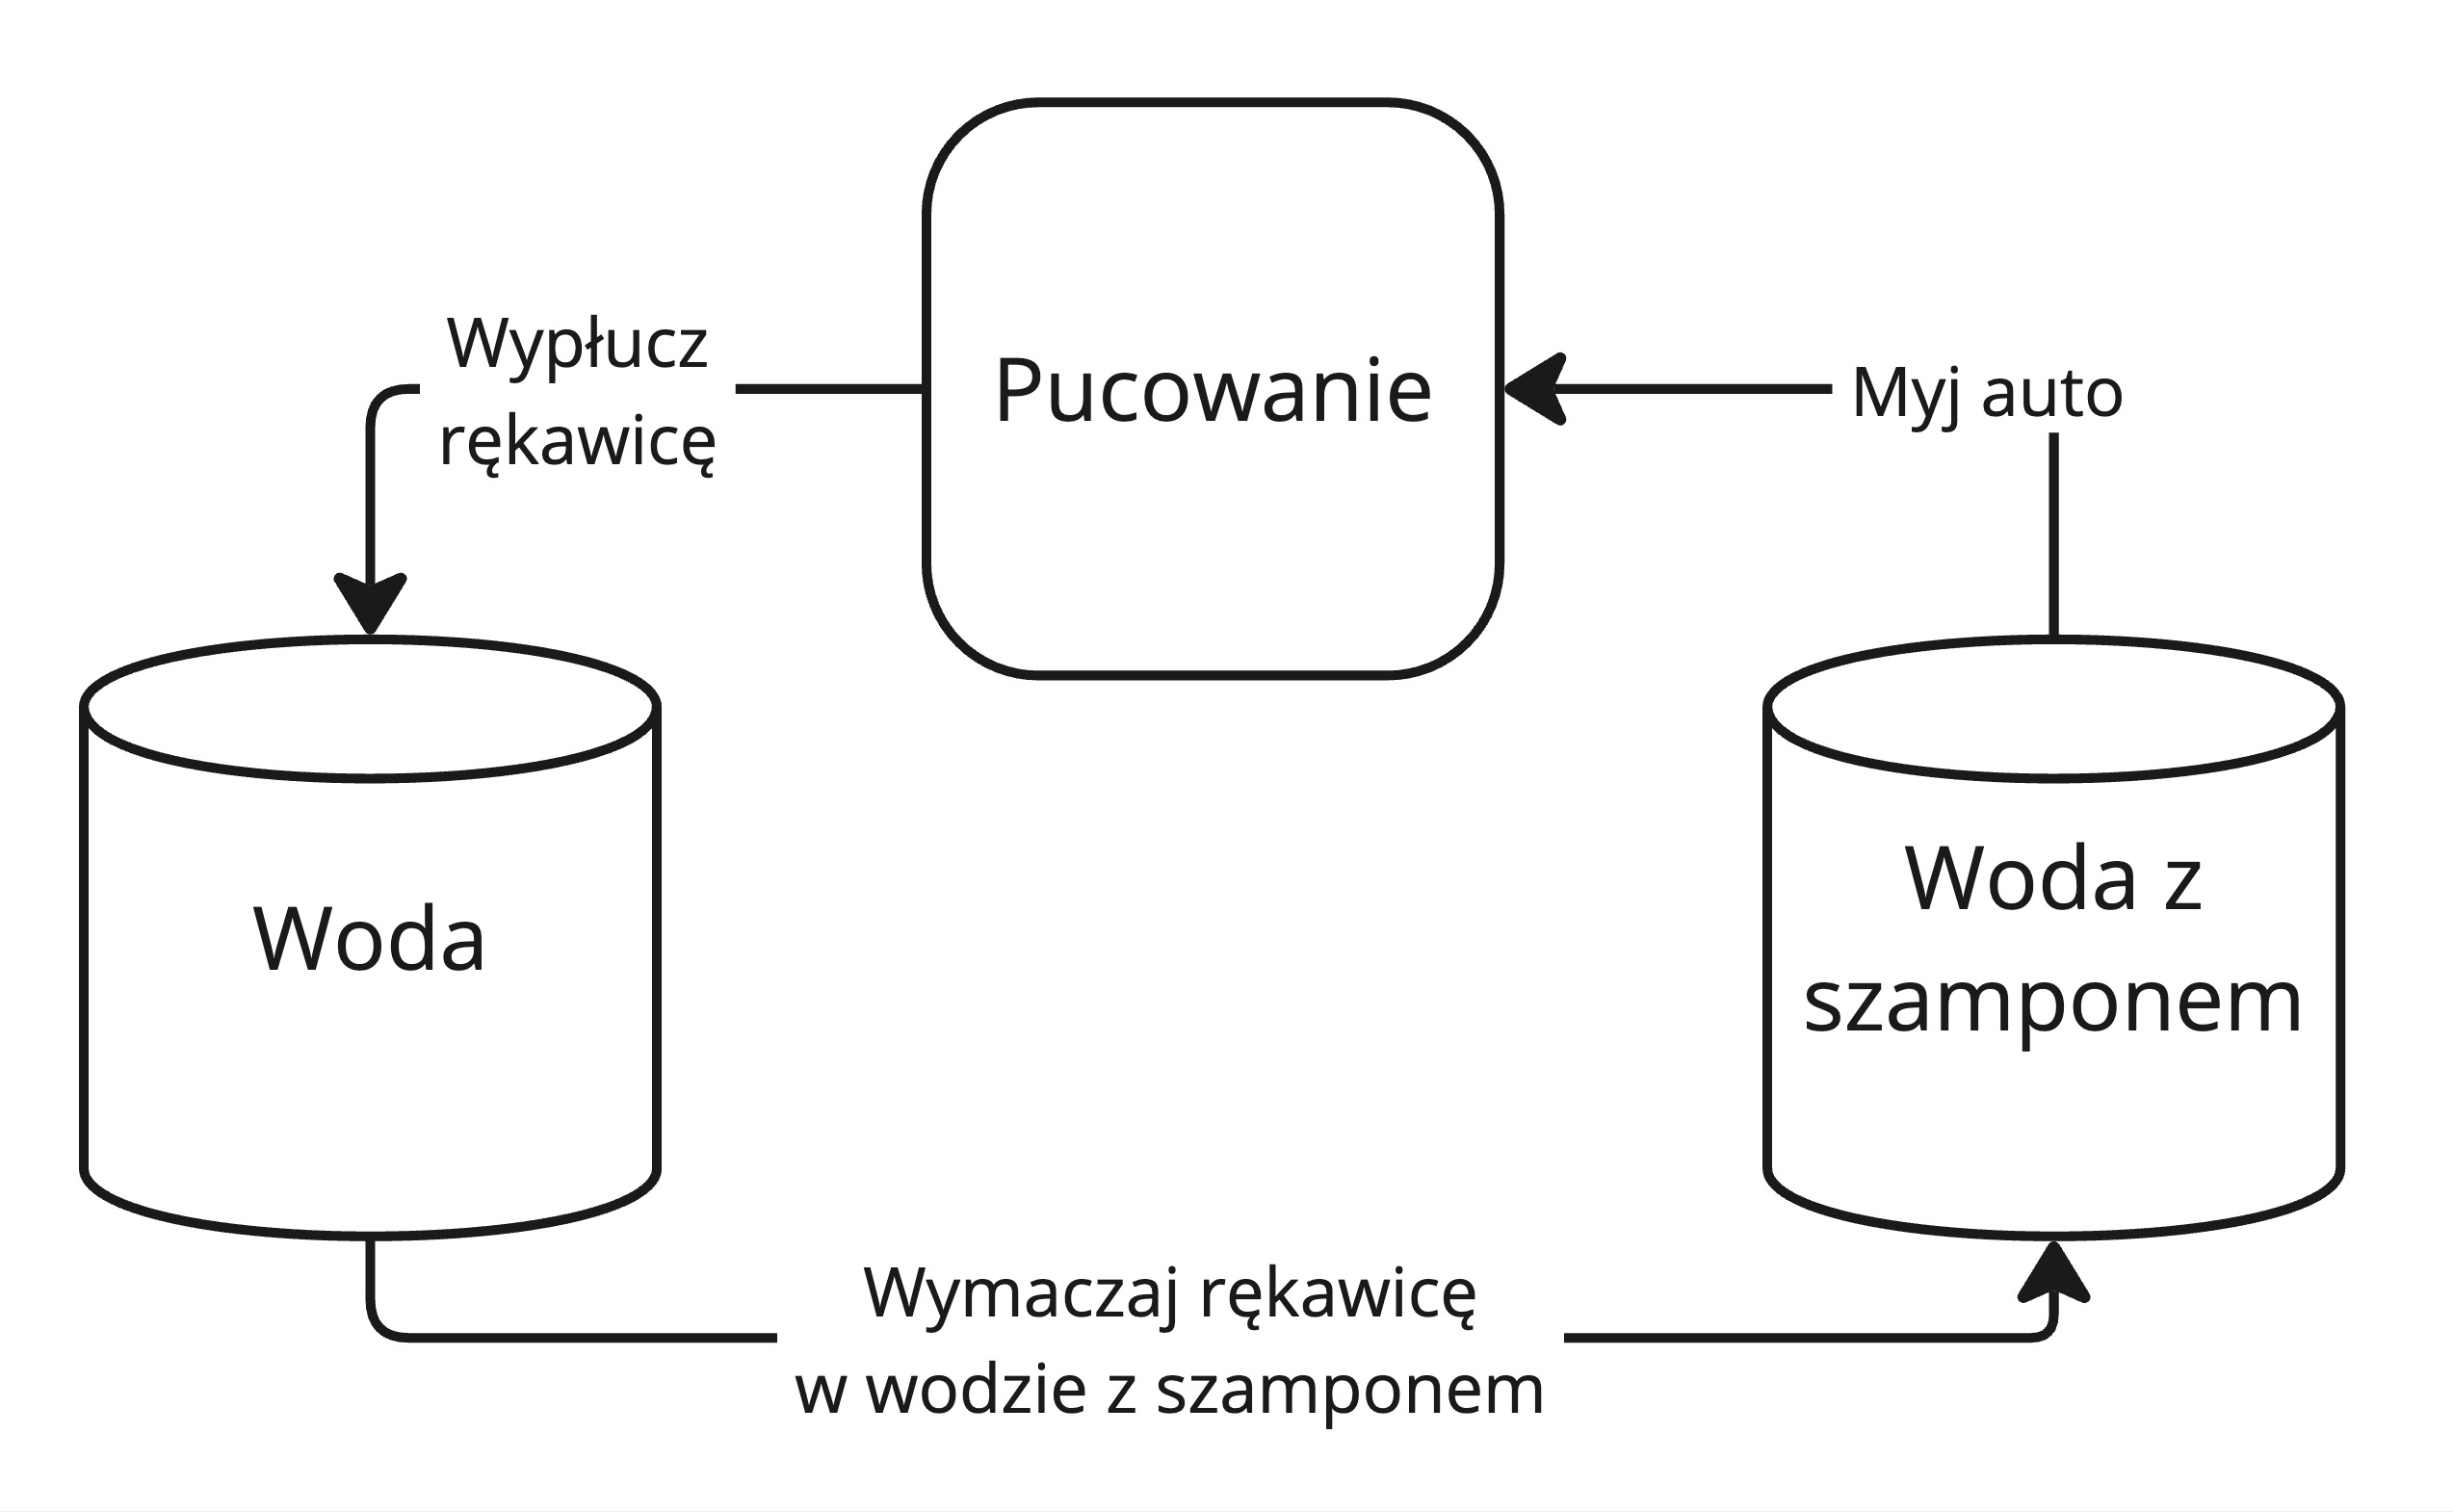 Pucowanie
Wypłucz
rękawicę
Myj auto
Woda
Woda z
szamponem
Wymaczaj rękawicę
w wodzie z szamponem